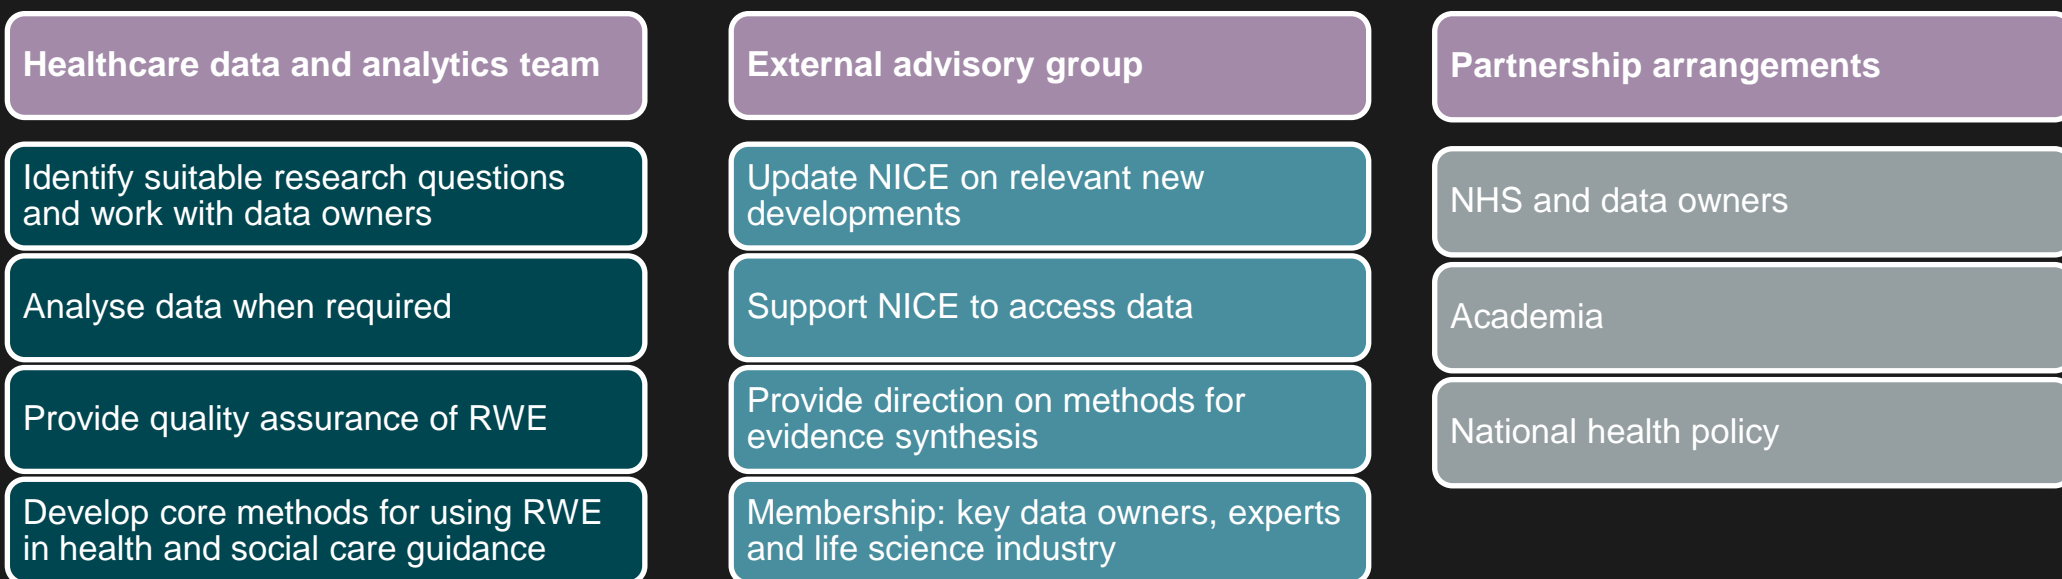 Healthcare data and analytics team
Identify suitable research questions
and work with data owners
Analyse data when required
Provide quality assurance of RWE
Develop core methods for using RWE
in health and social care guidance
External advisory group
Update NICE on relevant new
developments
Support NICE to access data
Provide direction on methods for
evidence synthesis
Membership: key data owners, experts
and life science industry
Partnership arrangements
NHS and data owners
Academia
National health policy